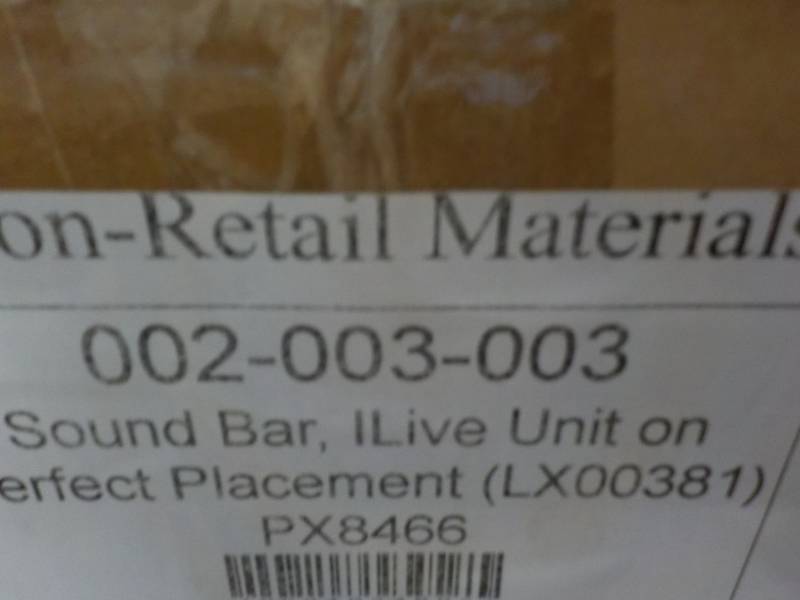 on-Retail Materials
002-003-003
Sound Bar, ILive Unit on
erfect Placement (LX00381)
PX8466